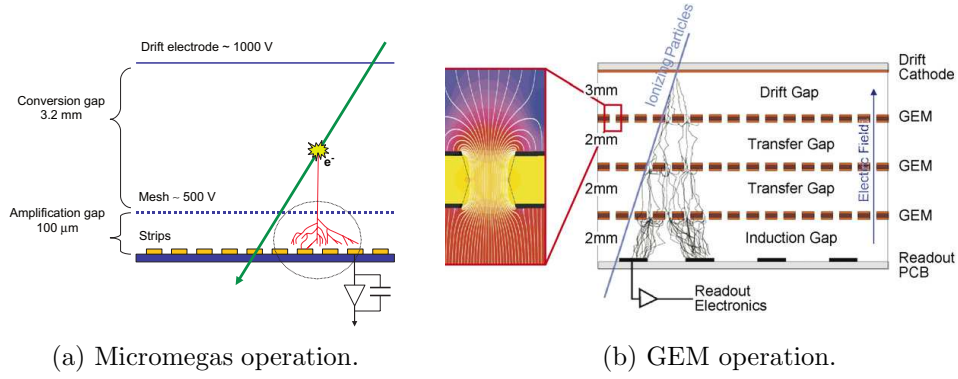 Drift electrode ~ 1000 V
Conversion gap
3.2 mm
e-
Mesh ~ 500 V
Amplification gap
100 μm
Strips
(a) Micromegas operation.
Ionizing Particles
Drift
Cathode
3mm
Drift Gap
GEM
2mm
Transfer Gap
Electric Field
GEM
2mm
Transfer Gap
GEM
2mm
Induction Gap
Readout
PCB
Readout
Electronics
(b) GEM operation.